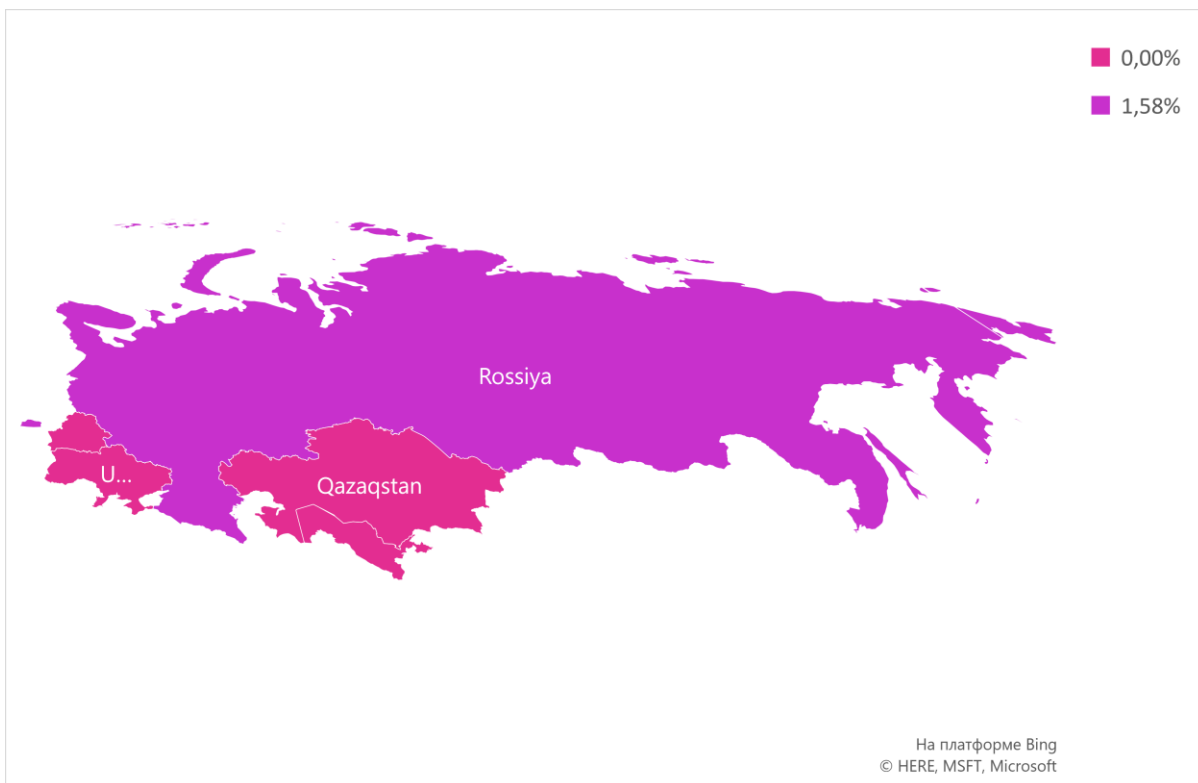 0,00%
1,58%
Rossiya
U...
Qazaqstan
На платформе Bing
© HERE, MSFT, Microsoft